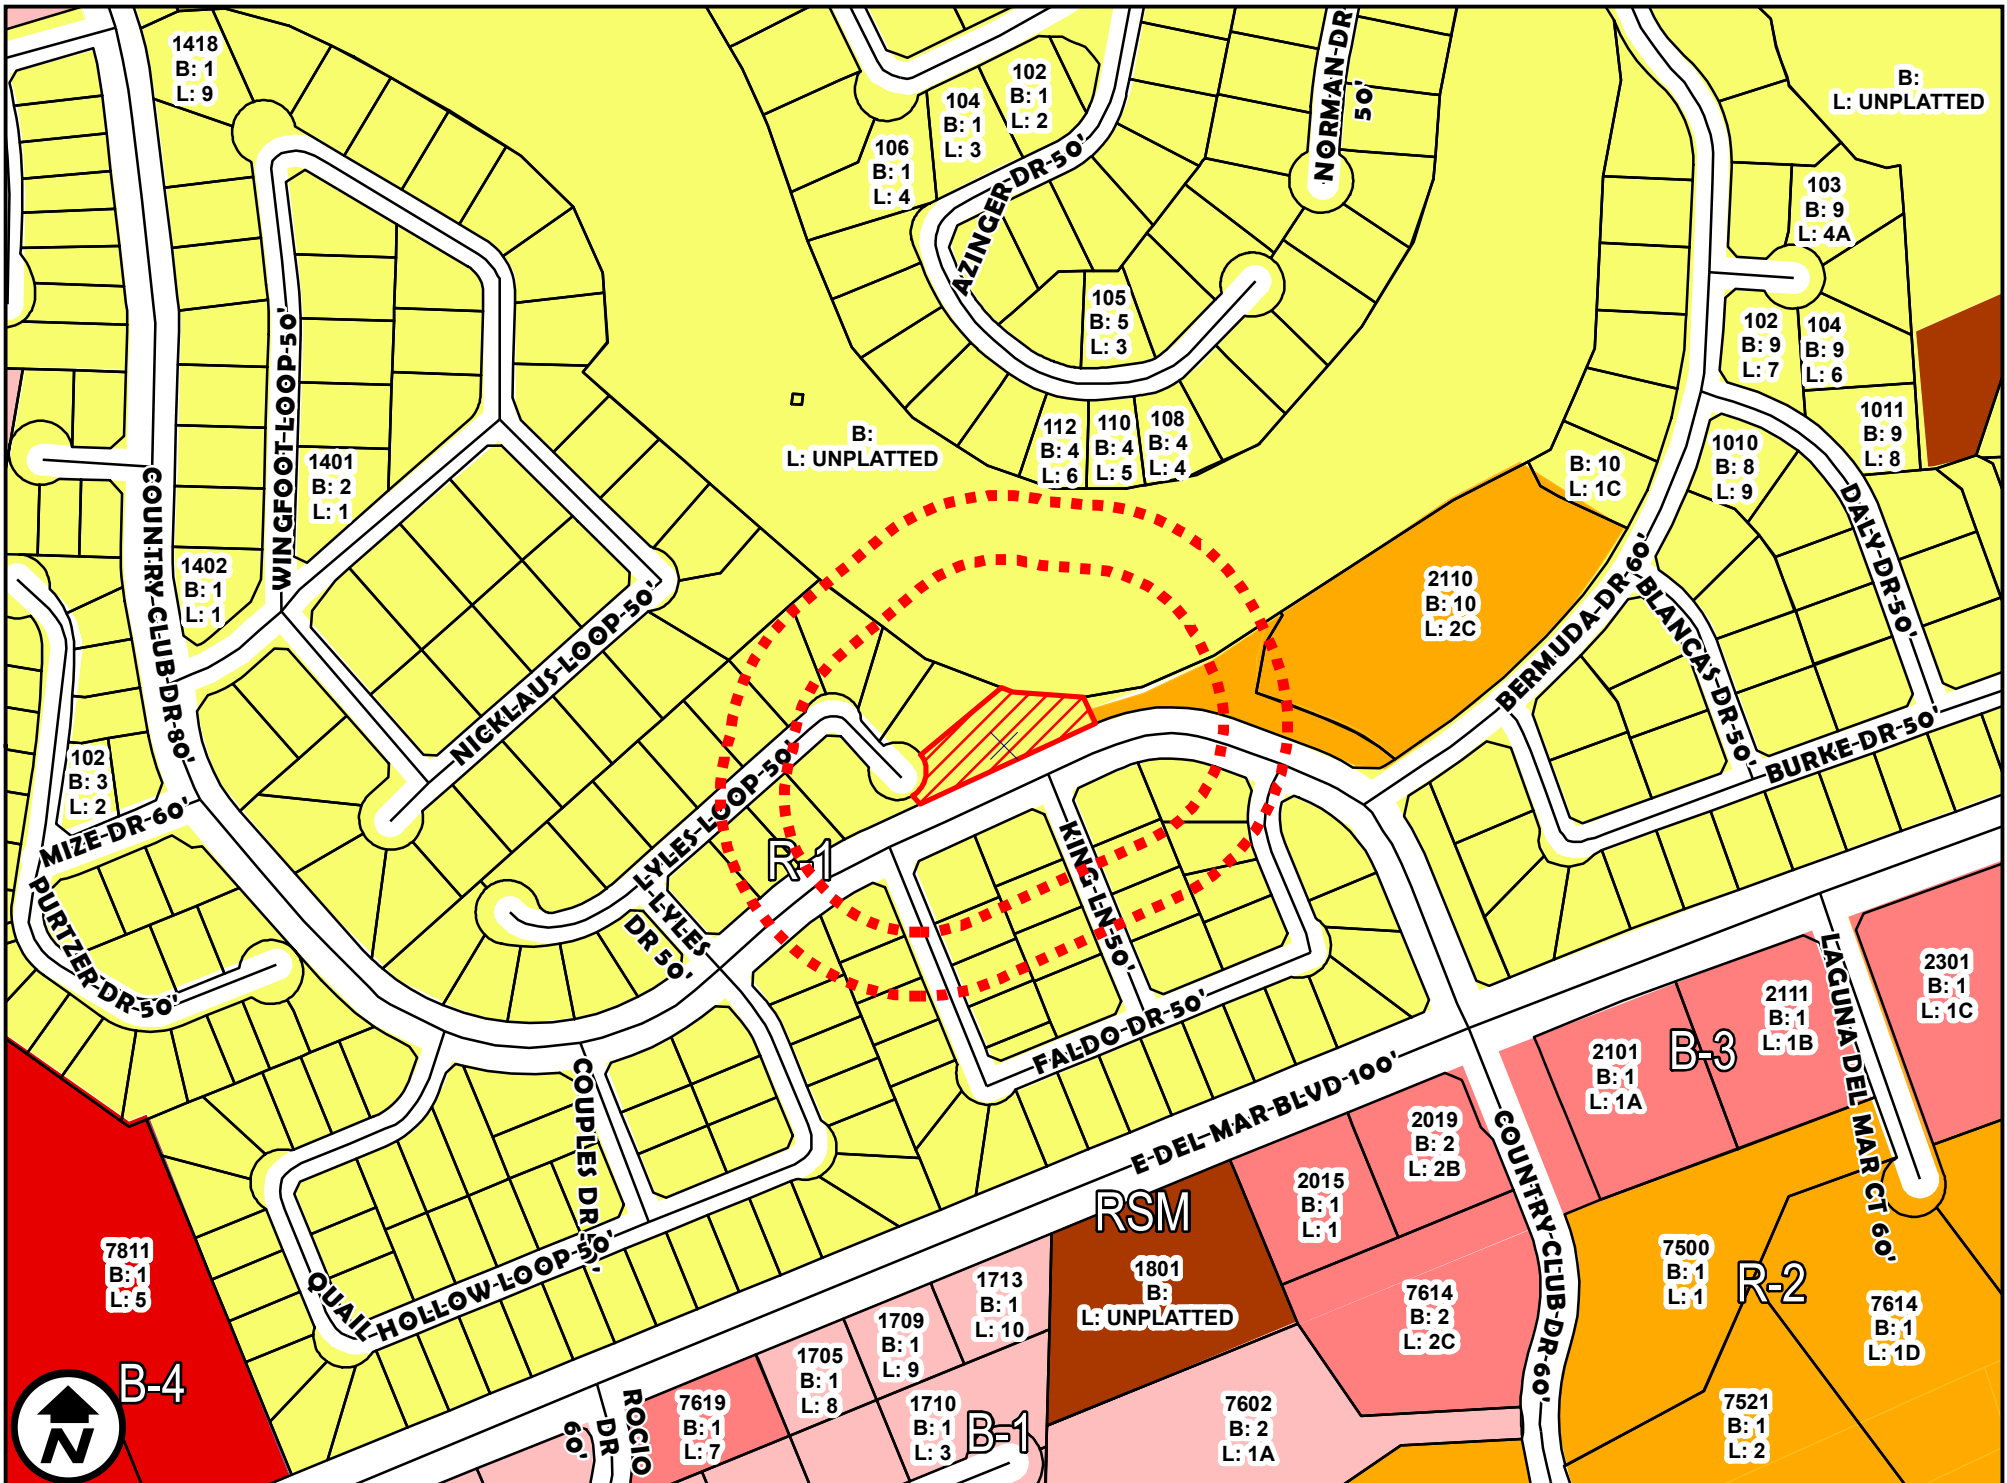 1418
B: 1
L: 9
102
B: 1
L: 2
104
B: 1
L: 3
106
B: 1
L: 4
AZINGER-DR-50'
NORMAN-DR
50'
B:
L: UNPLATTED
103
B: 9
L: 4A
105
B: 5
L: 3
102
B: 9
L: 7
104
B: 9
L: 6
WINGFOOT-LOOP-50'
1401
B: 2
L: 1
B:
L: UNPLATTED
112
B: 4
L: 6
110
B: 4
L: 5
108
B: 4
L: 4
B: 10
L: 1C
1010
B: 8
L: 9
1011
B: 9
L: 8
DALY-DR-50'
COUNTRY-CLUB-DR-80'
1402
B: 1
L: 1
2110
B: 10
L: 2C
BERMUDA-DR-60'
BLANCAS-DR-50'
NICKLAUS-LOOP-50'
BURKE-DR-50'
102
B: 3
L: 2
MIZE-DR-60'
PURTZER-DR-50'
LYLES-LOOP-50'
R-1
LYLES
DR 50'
KING-LN-50'
FALDO-DR-50'
COUPLES DR
QUAIL-HOLLOW-LOOP-50'
E-DEL-MAR-BLVD-100'
LAGUNA DEL MAR CT 60'
2301
B: 1
L: 1C
2111
B: 1
L: 1B
B-3
2101
B: 1
L: 1A
2019
B: 2
L: 2B
2015
B: 1
L: 1
COUNTRY-CLUB-DR-60'
RSM
1801
B:
L: UNPLATTED
7811
B: 1
L: 5
B-4
N
7614
B: 2
L: 2C
7500
B: 1
L: 1
R-2
7614
B: 1
L: 1D
7521
B: 1
L: 2
1713
B: 1
L: 10
1709
B: 1
L: 9
1705
B: 1
L: 8
1710
B: 1
L: 3
B-1
7602
B: 2
L: 1A
7619
B: 1
L: 7
ROCIO
DR
60'